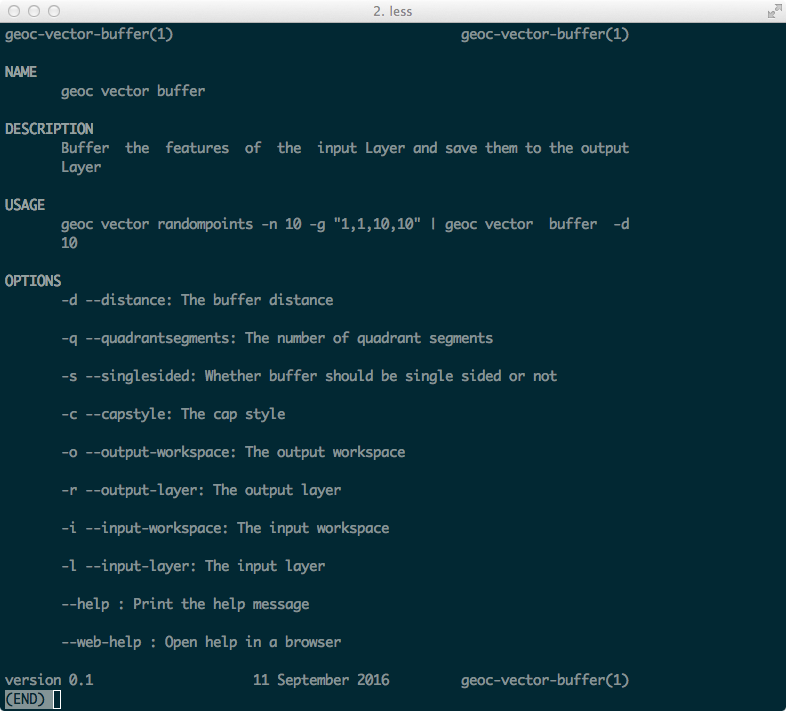 2. less
geoc-vector-buffer(1) geoc-vector-buffer(1)
NAME
geoc vector buffer
DESCRIPTION
Buffer the features of the input Layer and save them to the output
Layer
USAGE
geoc vector randompoints -n 10 -g "1,1,10,10" | geoc vector buffer -d
10
OPTIONS
-d --distance: The buffer distance
-q --quadrantsegments: The number of quadrant segments
-s --singlesided: Whether buffer should be single sided or not
-c --capstyle: The cap style
-o --output-workspace: The output workspace
-r --output-layer: The output layer
-i --input-workspace: The input workspace
-l --input-layer: The input layer
--help : Print the help message
--web-help : Open help in a browser
version 0.1 11 September 2016 geoc-vector-buffer(1)
(END)